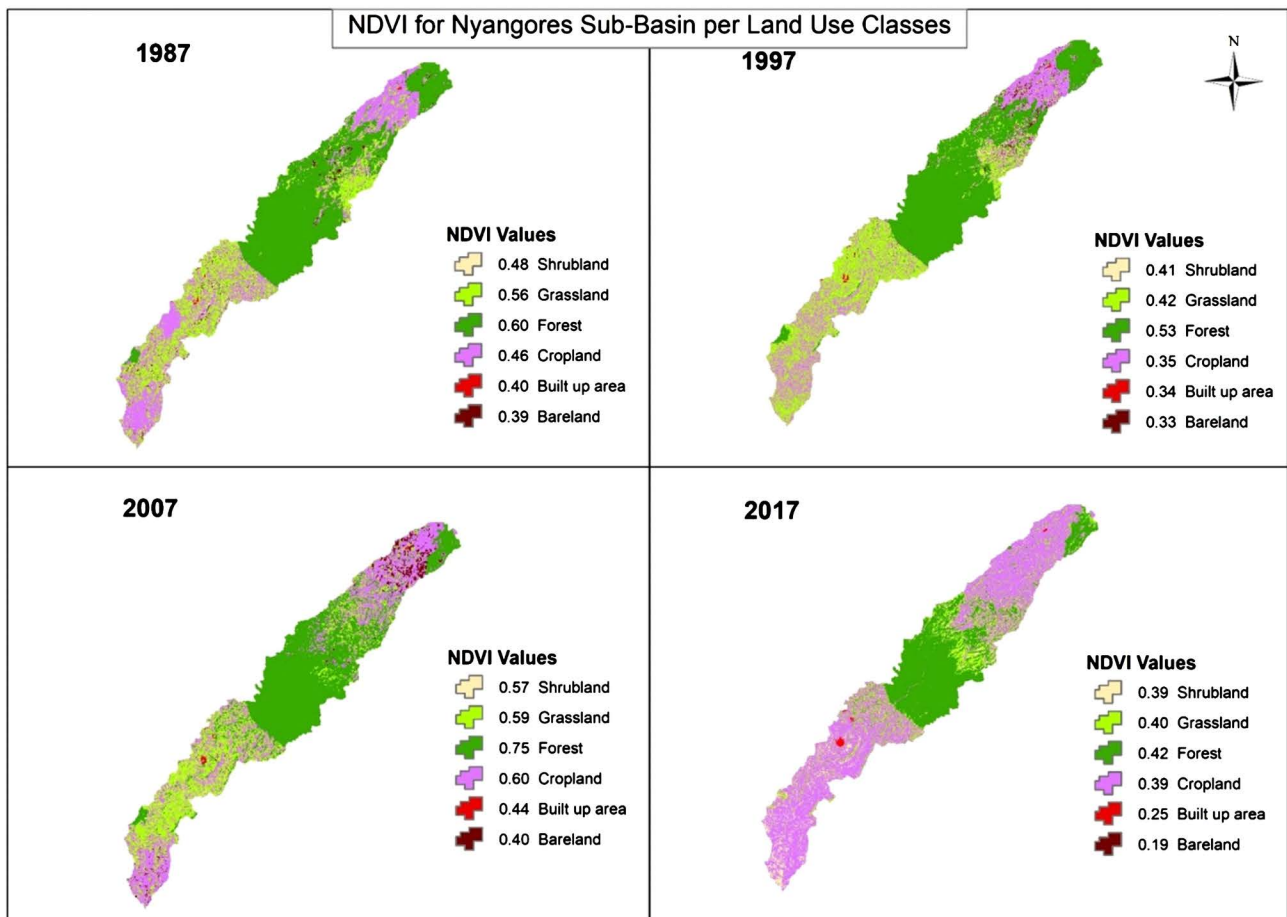 NDVI for Nyangores Sub-Basin per Land Use Classes
1987
NDVI Values
0.48 Shrubland
0.56 Grassland
0.60 Forest
0.46 Cropland
0.40 Built up area
0.39 Bareland
1997
N
NDVI Values
0.41 Shrubland
0.42 Grassland
0.53 Forest
0.35 Cropland
0.34 Built up area
0.33 Bareland
2007
NDVI Values
0.57 Shrubland
0.59 Grassland
0.75 Forest
0.60 Cropland
0.44 Built up area
0.40 Bareland
2017
NDVI Values
0.39 Shrubland
0.40 Grassland
0.42 Forest
0.39 Cropland
0.25 Built up area
0.19 Bareland